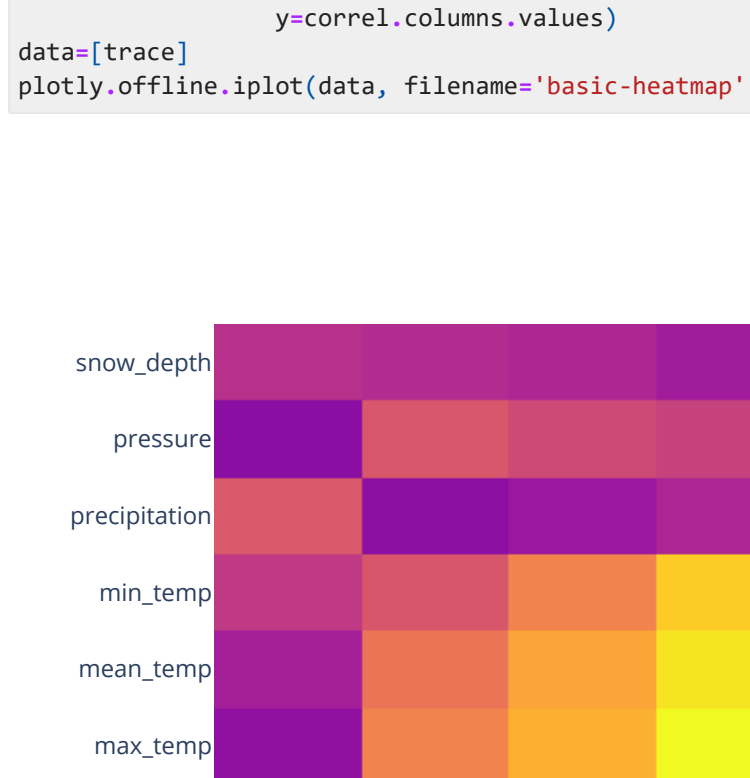 y=correl.columns.values)
data=[trace]
plotly.offline.iplot(data, filename='basic-heatmap'
snow_depth
pressure
precipitation
min_temp
mean_temp
max_temp